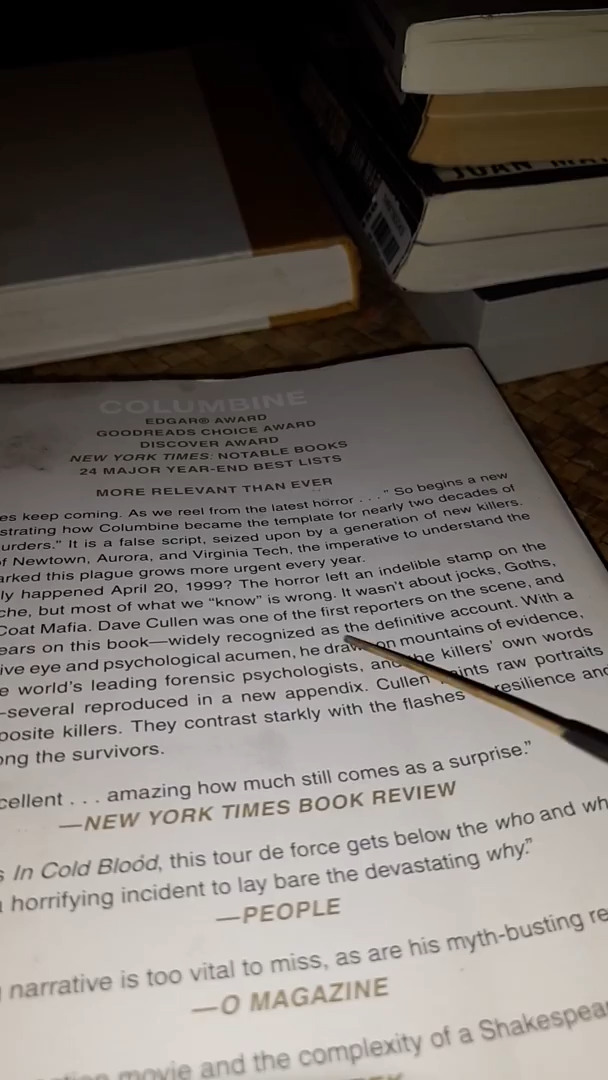 JUAN
COLUMBINE
EDGAR® AWARD
GOODREADS CHOICE AWARD
DISCOVER AWARD
NEW YORK TIMES: NOTABLE BOOKS
24 MAJOR YEAR-END BEST LISTS
MORE RELEVANT THAN EVER
es keep coming. As we reel from the latest horror . . ." So begins a new
strating how Columbine became the template for nearly two decades of
urders." It is a false script, seized upon by a generation of new killers.
f Newtown, Aurora, and Virginia Tech, the imperative to understand the
arked this plague grows more urgent every year.
ly happened April 20, 1999? The horror left an indelible stamp on the
che, but most of what we "know" is wrong. It wasn't about jocks, Goths,
Coat Mafia. Dave Cullen was one of the first reporters on the scene, and
ears on this book—widely recognized as the definitive account. With a
ive eye and psychological acumen, he draw on mountains of evidence,
e world's leading forensic psychologists, and the killers' own words
—several reproduced in a new appendix. Cullen ints raw portraits
posite killers. They contrast starkly with the flashes resilience and
ong the survivors.
cellent . . . amazing how much still comes as a surprise."
—NEW YORK TIMES BOOK REVIEW
s In Cold Blood, this tour de force gets below the who and wh
a horrifying incident to lay bare the devastating why."
—PEOPLE
narrative is too vital to miss, as are his myth-busting re
—O MAGAZINE
ction movie and the complexity of a Shakespear